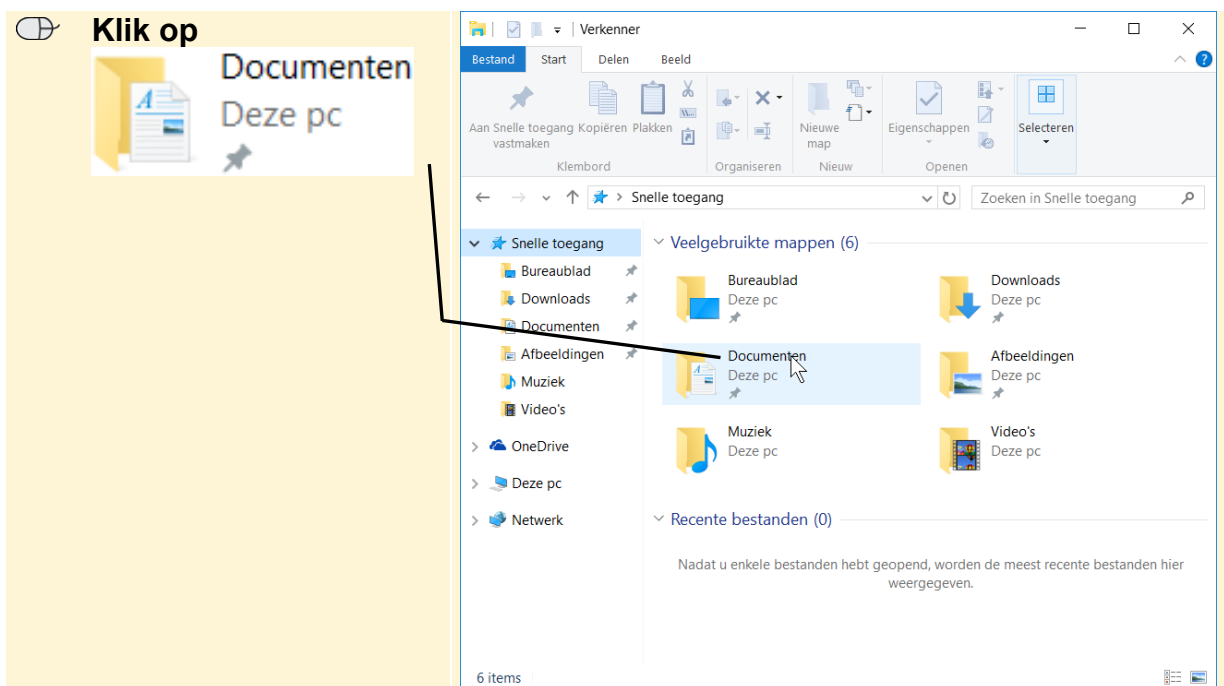 Klik op
Documenten
Deze pc
Verkenner
Bestand Start Delen Beeld
Aan Snelle toegang vastmaken
Kopiëren
Plakken
Nieuwe map
Eigenschappen
Selecteren
Klembord Organiseren Nieuw Openen
Snelle toegang
Zoeken in Snelle toegang
Snelle toegang
Bureaublad
Downloads
Documenten
Afbeeldingen
Muziek
Video's
OneDrive
Deze pc
Netwerk
Veelgebruikte mappen (6)
Bureaublad
Deze pc
Downloads
Deze pc
Documenten
Deze pc
Afbeeldingen
Deze pc
Muziek
Deze pc
Video's
Deze pc
Recente bestanden (0)
Nadat u enkele bestanden hebt geopend, worden de meest recente bestanden hier
weergegeven.
6 items